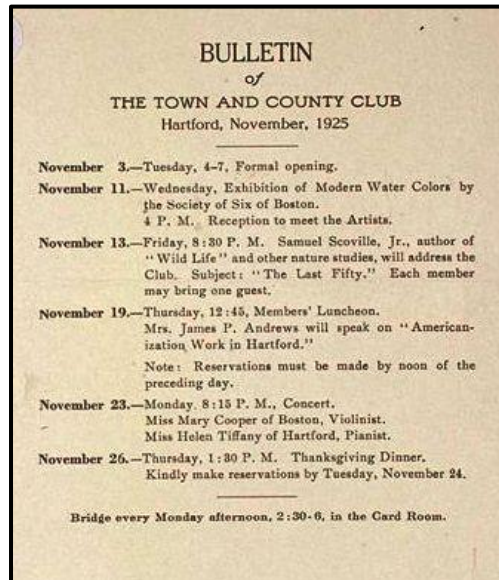 BULLETIN
of
THE TOWN AND COUNTY CLUB
Hartford, November, 1925
November 3.—Tuesday, 4-7, Formal opening.
November 11.—Wednesday, Exhibition of Modern Water Colors by
the Society of Six of Boston.
4 P. M. Reception to meet the Artists.
November 13.—Friday, 8:30 P. M. Samuel Scoville, Jr., author of
"Wild Life" and other nature studies, will address the
Club. Subject: "The Last Fifty." Each member
may bring one guest.
November 19.—Thursday, 12:45, Members' Luncheon.
Mrs. James P. Andrews will speak on "American-
ization Work in Hartford."
Note: Reservations must be made by noon of the
preceding day.
November 23.—Monday, 8:15 P. M., Concert.
Miss Mary Cooper of Boston, Violinist.
Miss Helen Tiffany of Hartford, Pianist.
November 26.—Thursday, 1:30 P. M. Thanksgiving Dinner.
Kindly make reservations by Tuesday, November 24.
Bridge every Monday afternoon, 2:30-6, in the Card Room.